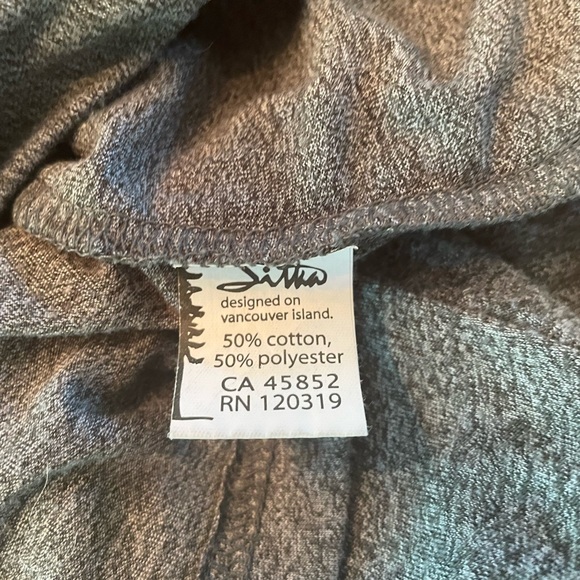 Sitka
designed on
vancouver island.
50% cotton,
50% polyester
CA 45852
RN 120319